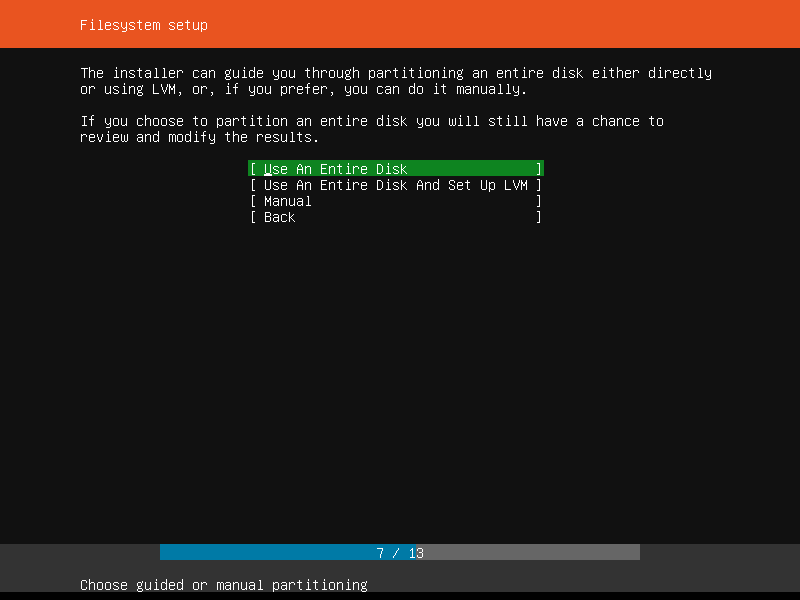 Filesystem setup
The installer can guide you through partitioning an entire disk either directly
or using LVM, or, if you prefer, you can do it manually.
If you choose to partition an entire disk you will still have a chance to
review and modify the results.
[ Use An Entire Disk ]
[ Use An Entire Disk And Set Up LVM ]
[ Manual ]
[ Back ]
7 / 13
Choose guided or manual partitioning